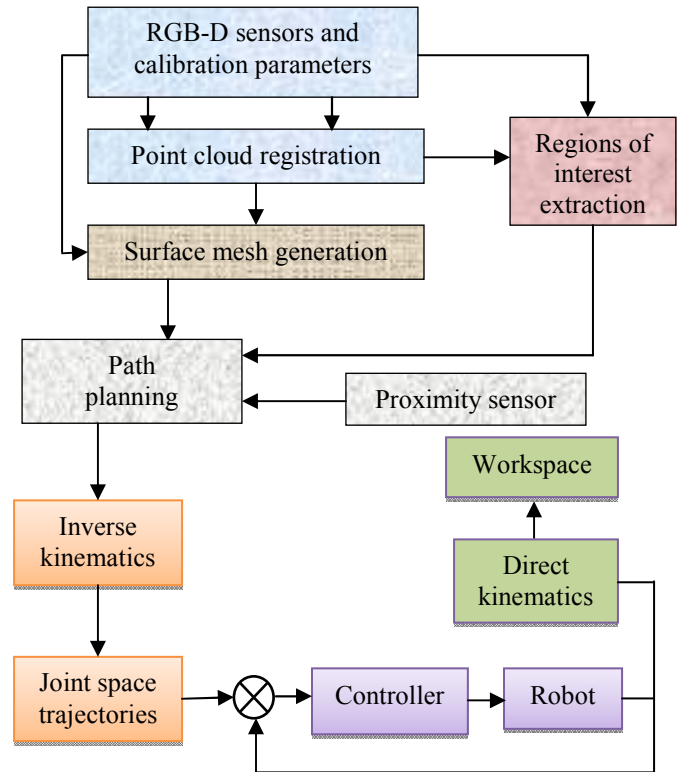 RGB-D sensors and
calibration parameters
Point cloud registration
Regions of
interest
extraction
Surface mesh generation
Path
planning
Proximity sensor
Workspace
Inverse
kinematics
Direct
kinematics
Joint space
trajectories
Controller
Robot